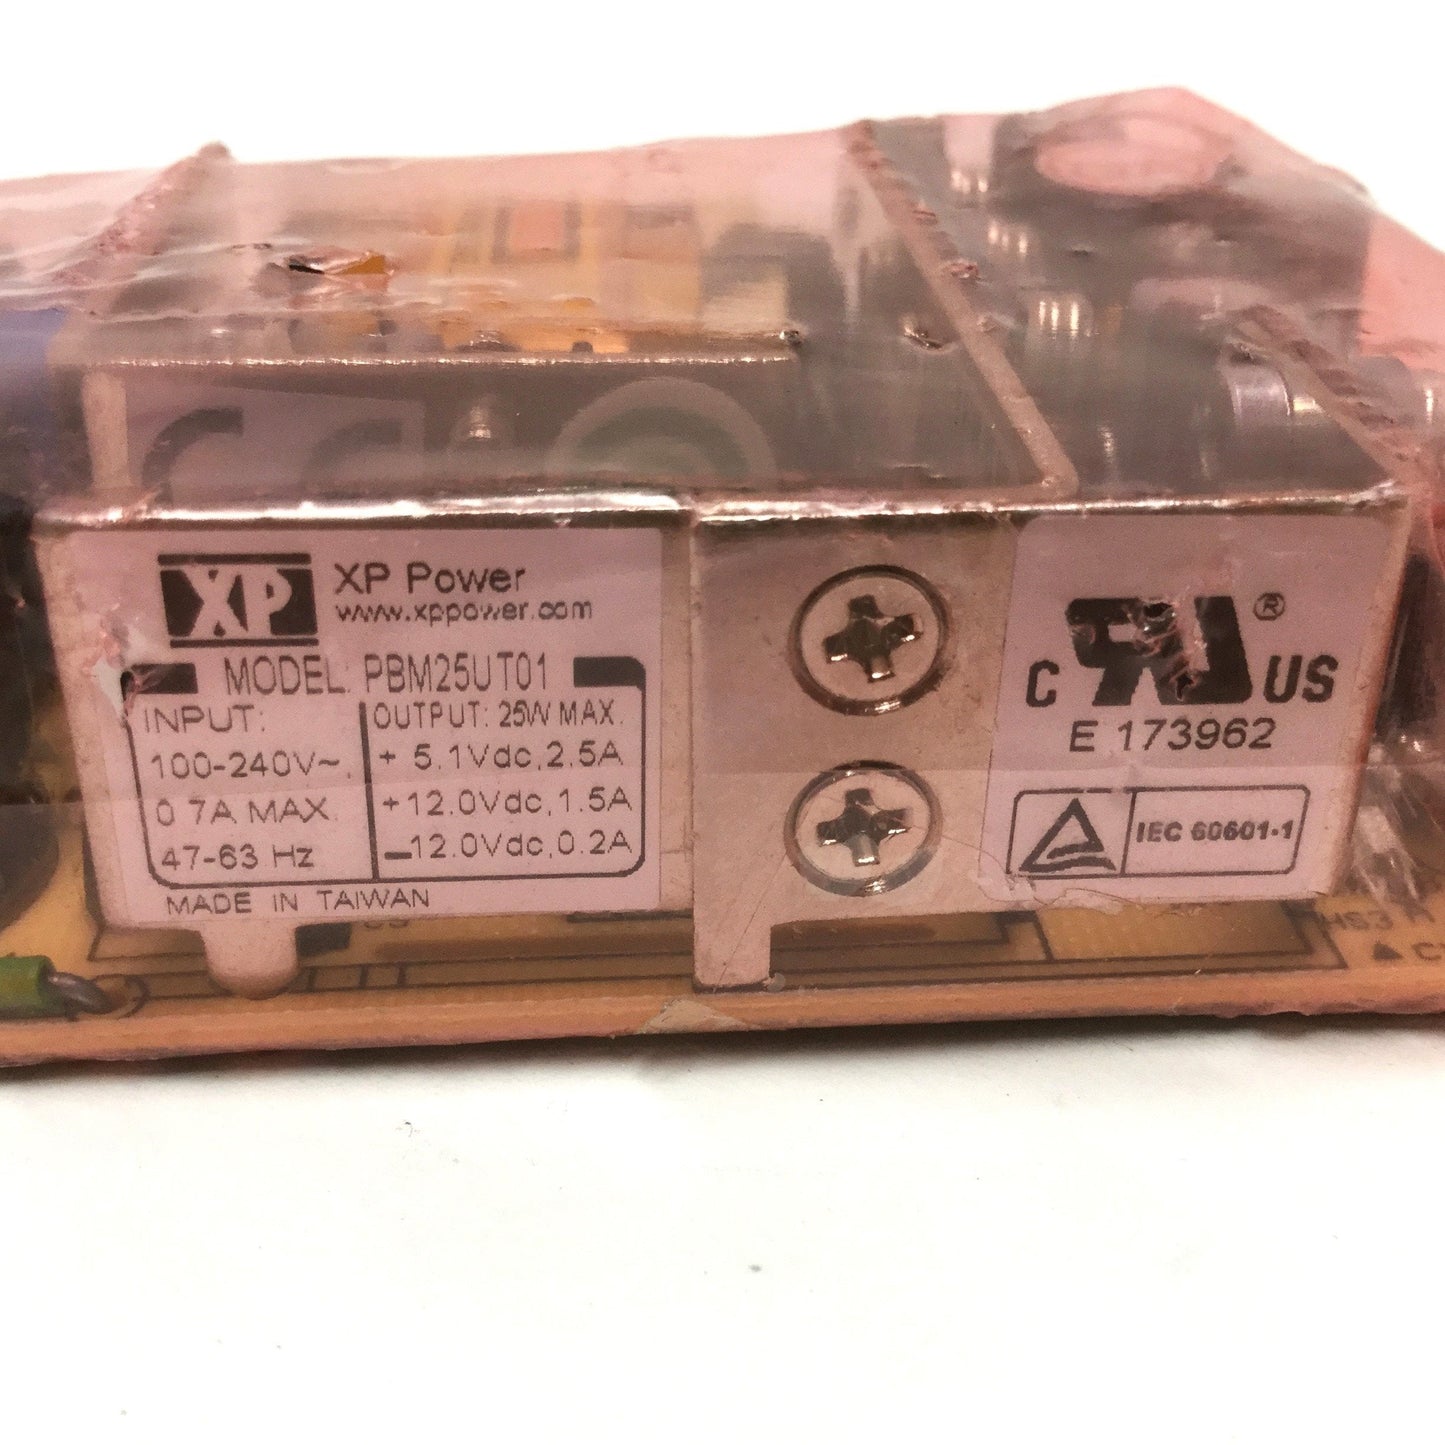 XP XP Power
www.xppower.com
MODEL: PBM25UT01
INPUT:
100-240V~,
0.7A MAX.
47-63 Hz
OUTPUT: 25W MAX.
+ 5.1Vdc,2.5A
+12.0Vdc,1.5A
-12.0Vdc,0.2A
MADE IN TAIWAN
C RU ® US
E 173962
IEC 60601-1
HS3